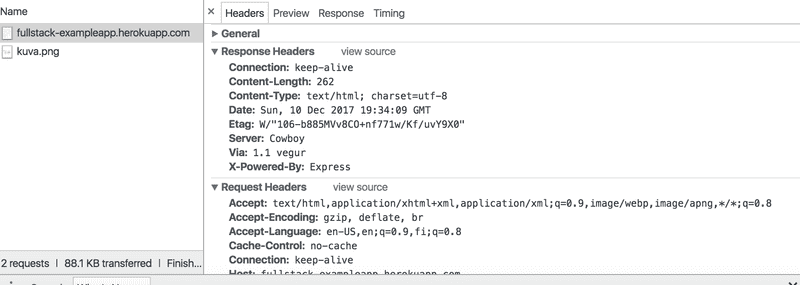 Name
fullstack-exampleapp.herokuapp.com
kuva.png
2 requests | 88.1 KB transferred | Finish...
× Headers Preview Response Timing
▶ General
▼ Response Headers view source
Connection: keep-alive
Content-Length: 262
Content-Type: text/html; charset=utf-8
Date: Sun, 10 Dec 2017 19:34:09 GMT
Etag: W/"106-b885MVv8CO+nf771w/Kf/uvY9X0"
Server: Cowboy
Via: 1.1 vegur
X-Powered-By: Express
▼ Request Headers view source
Accept: text/html,application/xhtml+xml,application/xml;q=0.9,image/webp,image/apng,*/*;q=0.8
Accept-Encoding: gzip, deflate, br
Accept-Language: en-US,en;q=0.9,fi;q=0.8
Cache-Control: no-cache
Connection: keep-alive
Host: fullstack-exampleapp.herokuapp.com